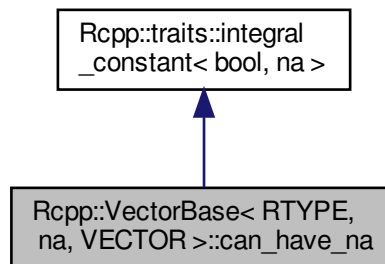 Rcpp::traits::integral
_constant< bool, na >
Rcpp::VectorBase< RTYPE,
na, VECTOR >::can_have_na